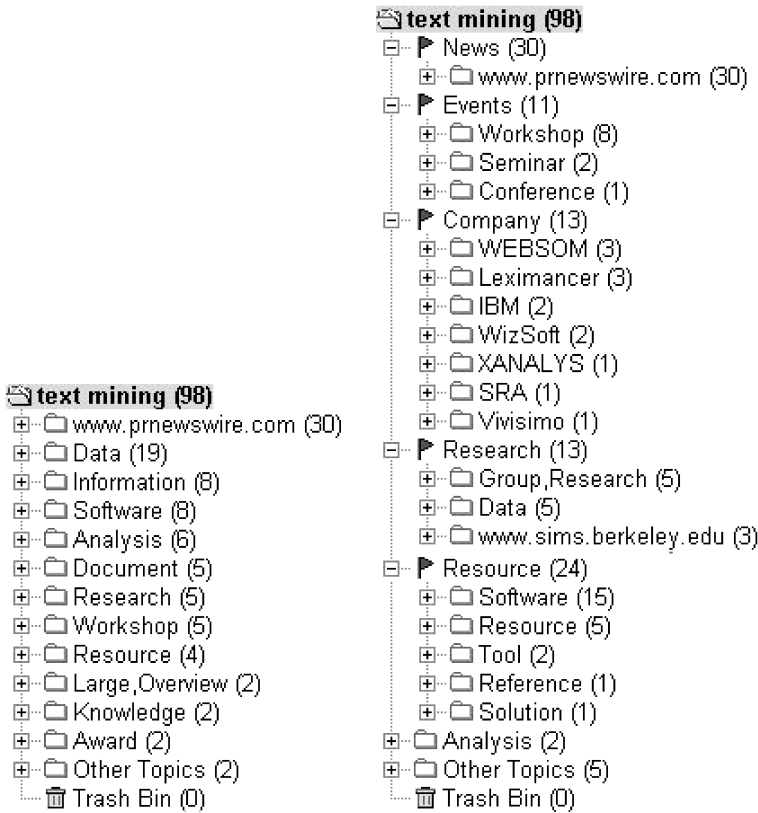 text mining (98)
www.prnewswire.com (30)
Data (19)
Information (8)
Software (8)
Analysis (6)
Document (5)
Research (5)
Workshop (5)
Resource (4)
Large,Overview (2)
Knowledge (2)
Award (2)
Other Topics (2)
Trash Bin (0)
text mining (98)
News (30)
www.prnewswire.com (30)
Events (11)
Workshop (8)
Seminar (2)
Conference (1)
Company (13)
WEBSOM (3)
Leximancer (3)
IBM (2)
WizSoft (2)
XANALYS (1)
SRA (1)
Vivisimo (1)
Research (13)
Group,Research (5)
Data (5)
www.sims.berkeley.edu (3)
Resource (24)
Software (15)
Resource (5)
Tool (2)
Reference (1)
Solution (1)
Analysis (2)
Other Topics (5)
Trash Bin (0)